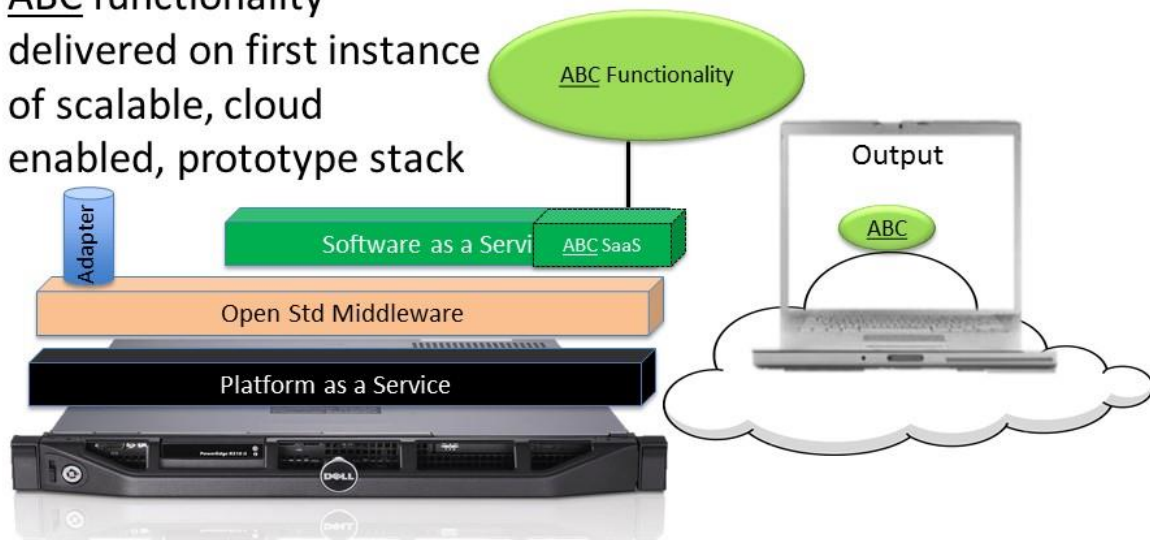 ABC functionality
delivered on first instance
of scalable, cloud
enabled, prototype stack
ABC Functionality
Output
ABC
Adapter
Software as a Servi
ABC SaaS
Open Std Middleware
Platform as a Service
DELL